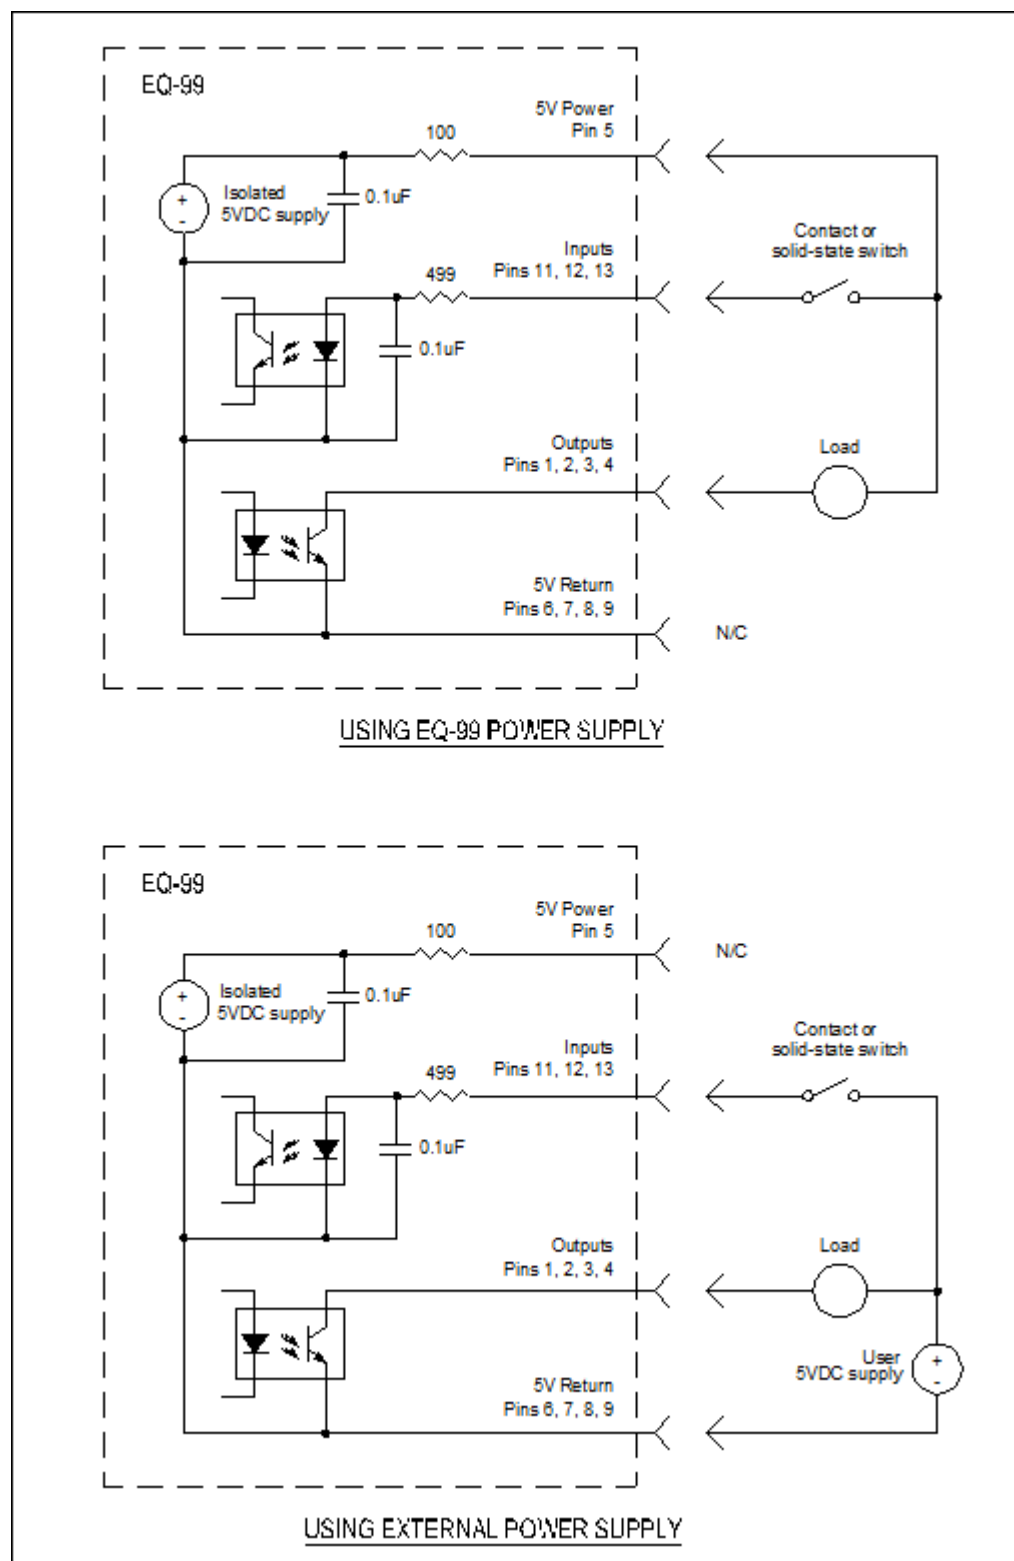 EQ-99
5V Power
Pin 5
100
+
-
Isolated
5VDC supply
0.1uF
Contact or
solid-state switch
Inputs
Pins 11, 12, 13
499
0.1uF
Outputs
Pins 1, 2, 3, 4
Load
5V Return
Pins 6, 7, 8, 9
N/C
USING EQ-99 POWER SUPPLY
EQ-99
5V Power
Pin 5
100
N/C
+
-
Isolated
5VDC supply
0.1uF
Contact or
solid-state switch
Inputs
Pins 11, 12, 13
499
0.1uF
Outputs
Pins 1, 2, 3, 4
Load
User
5VDC supply
+
-
5V Return
Pins 6, 7, 8, 9
USING EXTERNAL POWER SUPPLY